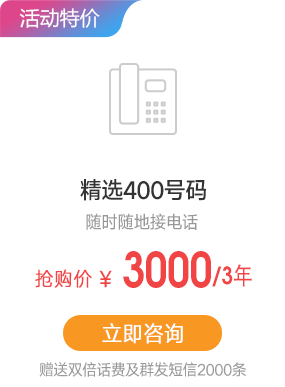 活动特价
精选400号码
随时随地接电话
抢购价 ¥ 3000/3年
立即咨询
赠送双倍话费及群发短信2000条